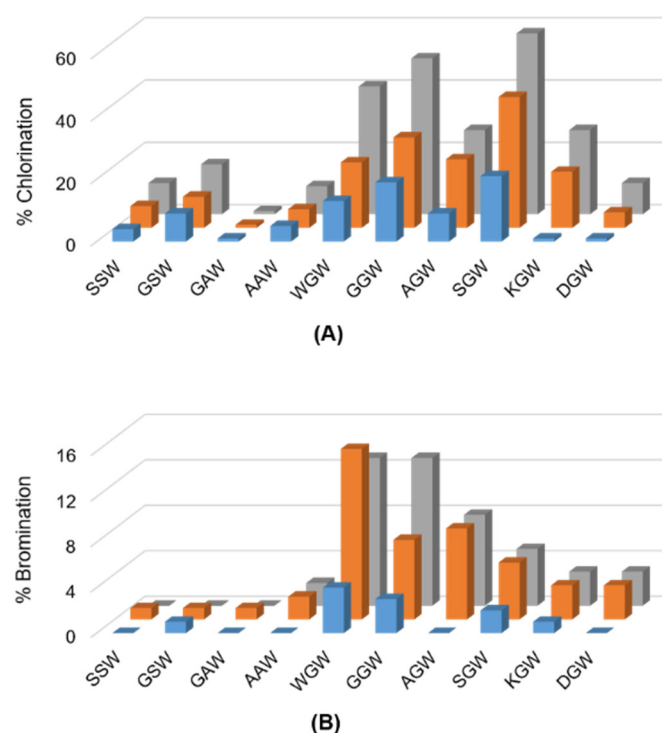 60
40
20
0
% Chlorination
SSW GSW GAW AAW WGW GGW AGW SGW KGW DGW
(A)
16
12
8
4
0
% Bromination
SSW GSW GAW AAW WGW GGW AGW SGW KGW DGW
(B)